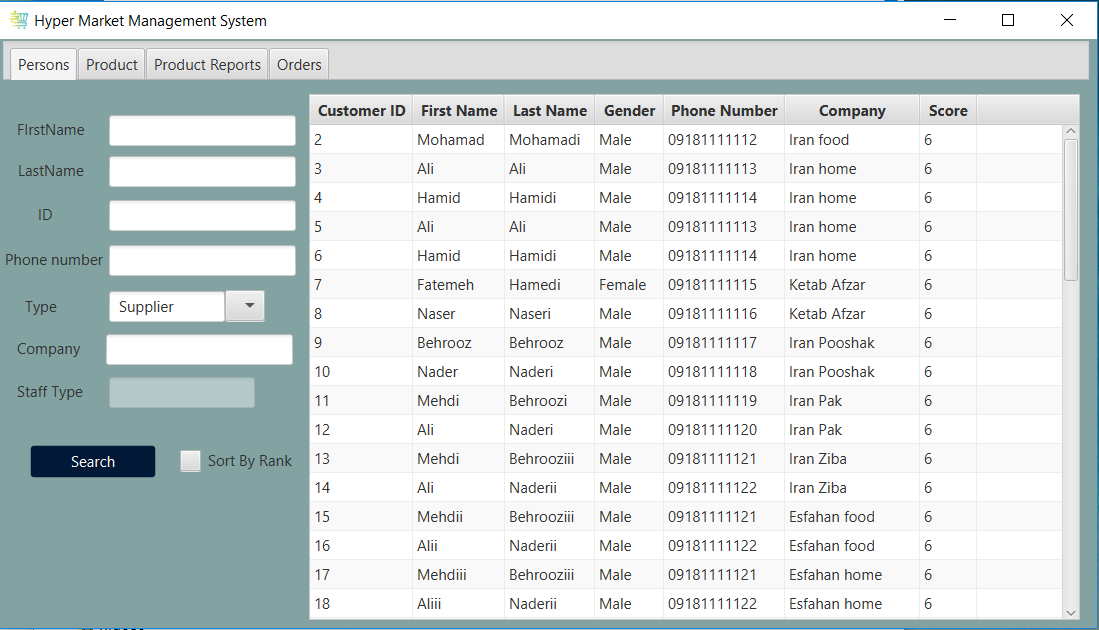 Hyper Market Management System
Persons Product Product Reports Orders
FIrstName
LastName
ID
Phone number
Type Supplier
Company
Staff Type
Search Sort By Rank
Customer ID First Name Last Name Gender Phone Number Company Score
2 Mohamad Mohamadi Male 09181111112 Iran food 6
3 Ali Ali Male 09181111113 Iran home 6
4 Hamid Hamidi Male 09181111114 Iran home 6
5 Ali Ali Male 09181111113 Iran home 6
6 Hamid Hamidi Male 09181111114 Iran home 6
7 Fatemeh Hamedi Female 09181111115 Ketab Afzar 6
8 Naser Naseri Male 09181111116 Ketab Afzar 6
9 Behrooz Behrooz Male 09181111117 Iran Pooshak 6
10 Nader Naderi Male 09181111118 Iran Pooshak 6
11 Mehdi Behroozi Male 09181111119 Iran Pak 6
12 Ali Naderi Male 09181111120 Iran Pak 6
13 Mehdi Behrooziii Male 09181111121 Iran Ziba 6
14 Ali Naderii Male 09181111122 Iran Ziba 6
15 Mehdii Behrooziii Male 09181111121 Esfahan food 6
16 Alii Naderii Male 09181111122 Esfahan food 6
17 Mehdiii Behrooziii Male 09181111121 Esfahan home 6
18 Aliii Naderii Male 09181111122 Esfahan home 6